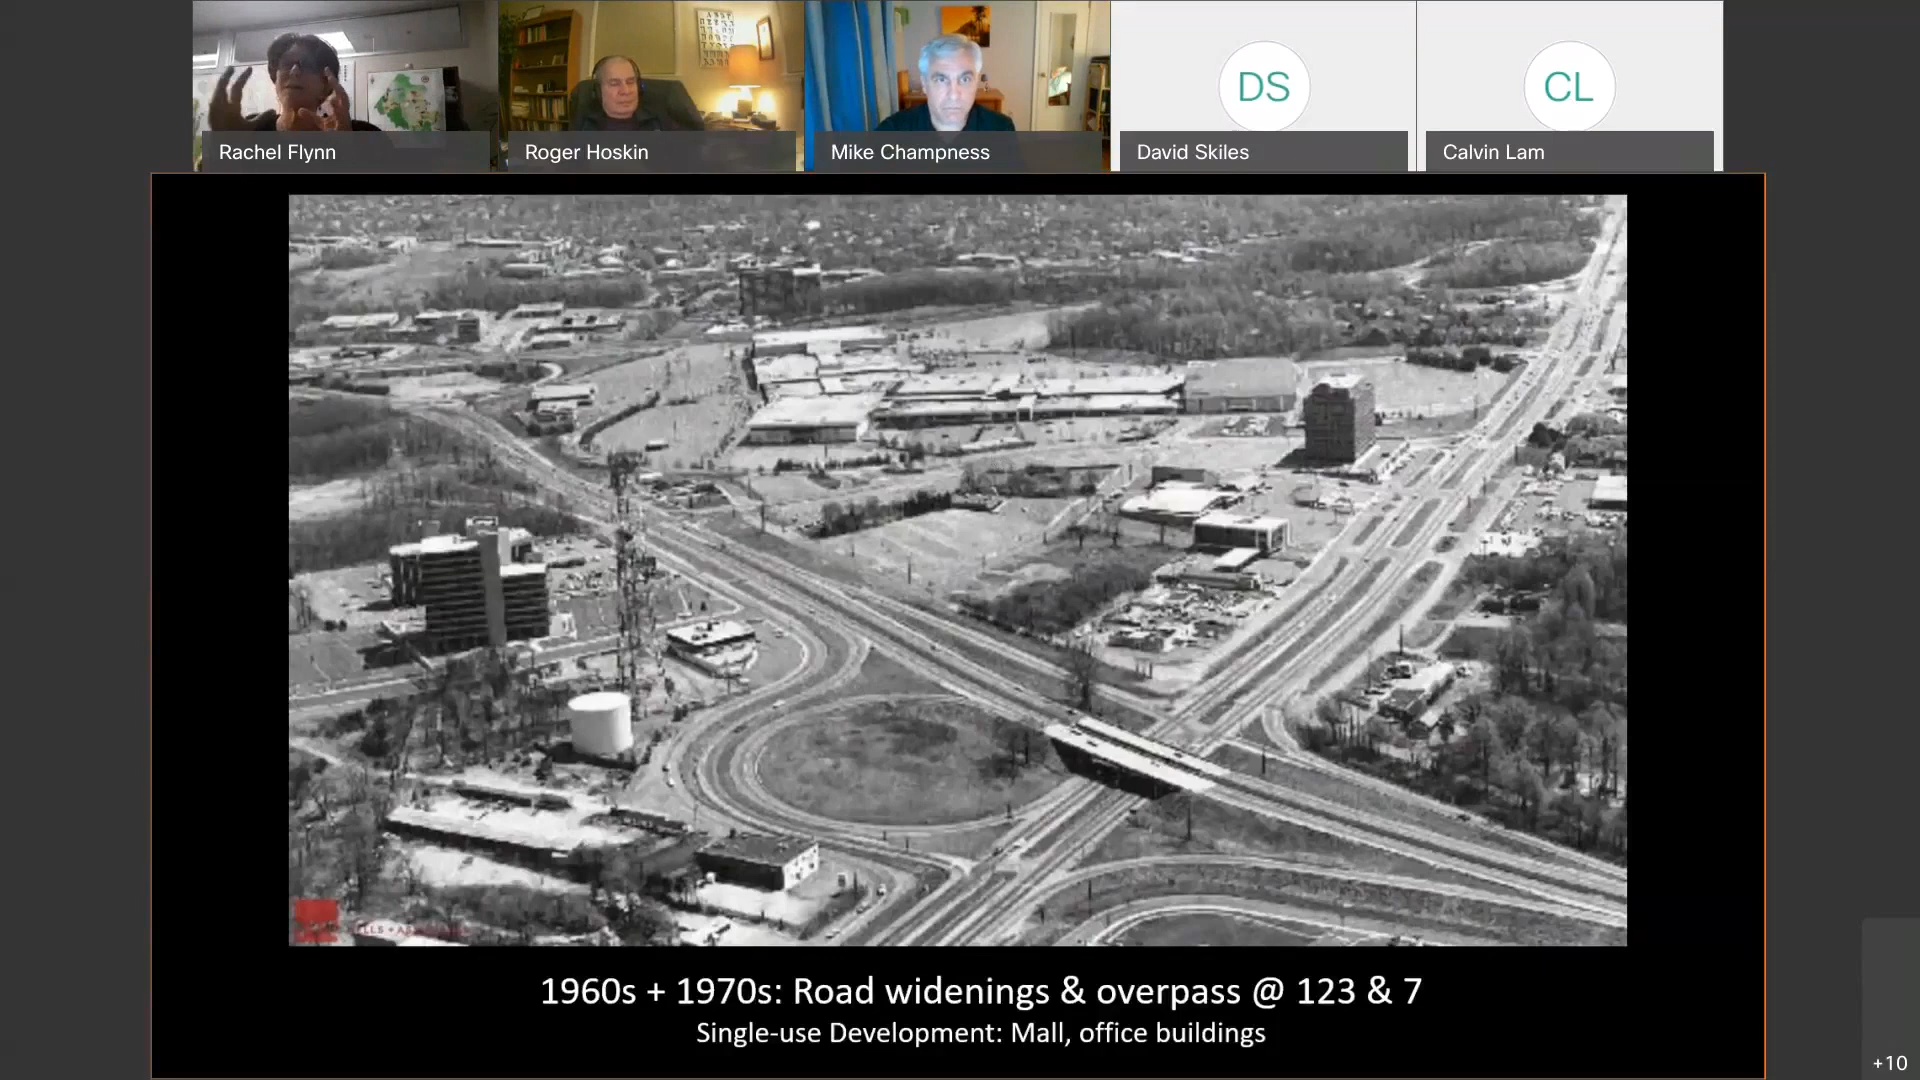 Rachel Flynn
Roger Hoskin
Mike Champness
DS
David Skiles
CL
Calvin Lam
1960s + 1970s: Road widenings & overpass @ 123 & 7
Single-use Development: Mall, office buildings
+10